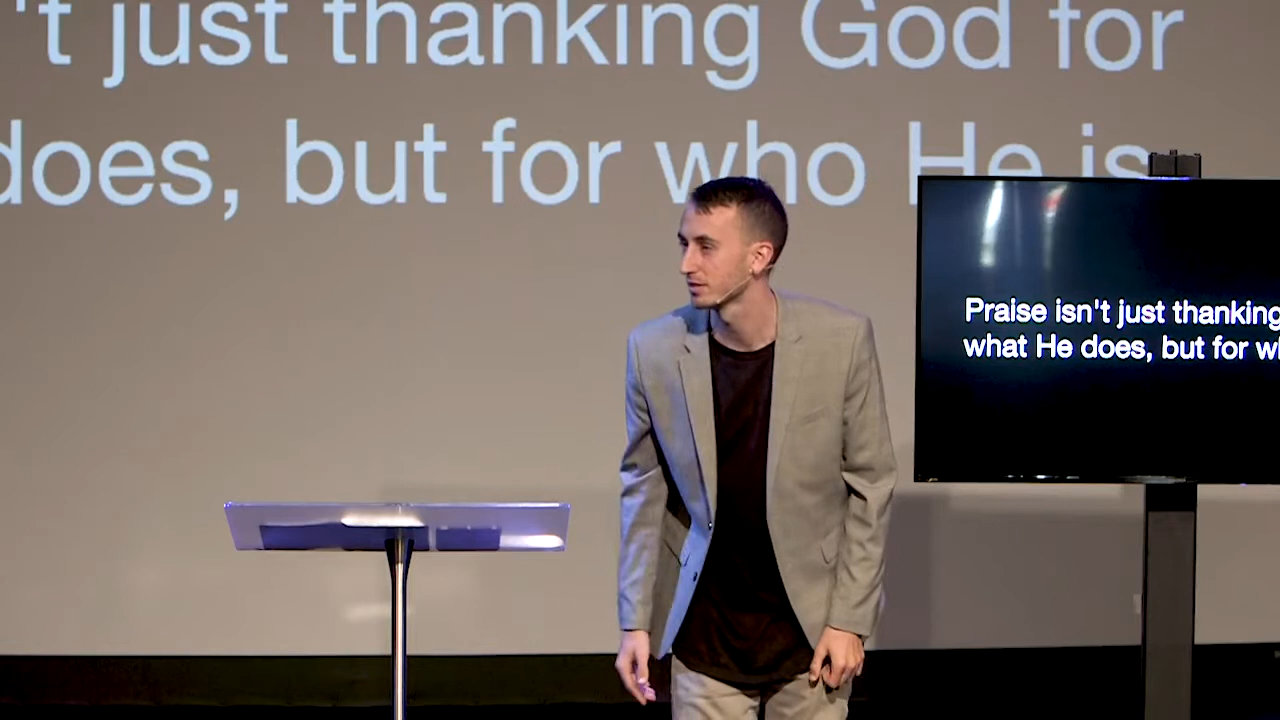 't just thanking God for
does, but for who He is
Praise isn't just thanking
what He does, but for wh